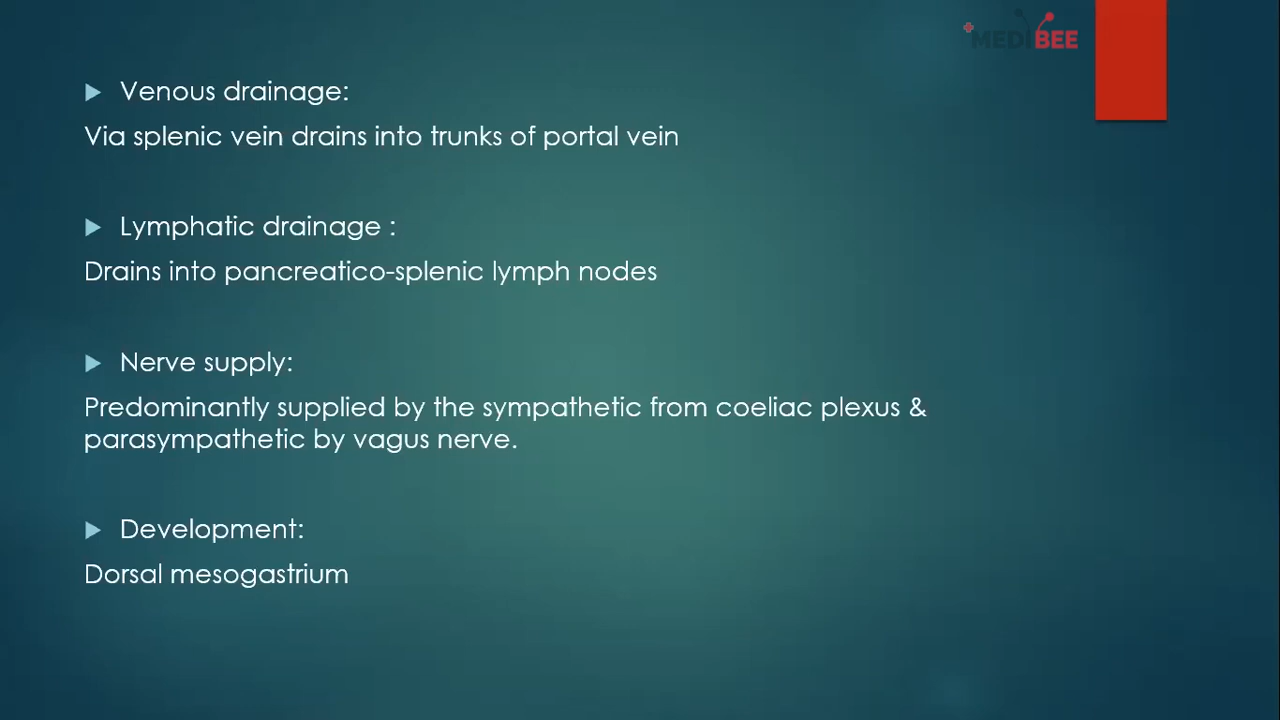 MEDIBEE
Venous drainage:
Via splenic vein drains into trunks of portal vein
Lymphatic drainage :
Drains into pancreatico-splenic lymph nodes
Nerve supply:
Predominantly supplied by the sympathetic from coeliac plexus &
parasympathetic by vagus nerve.
Development:
Dorsal mesogastrium